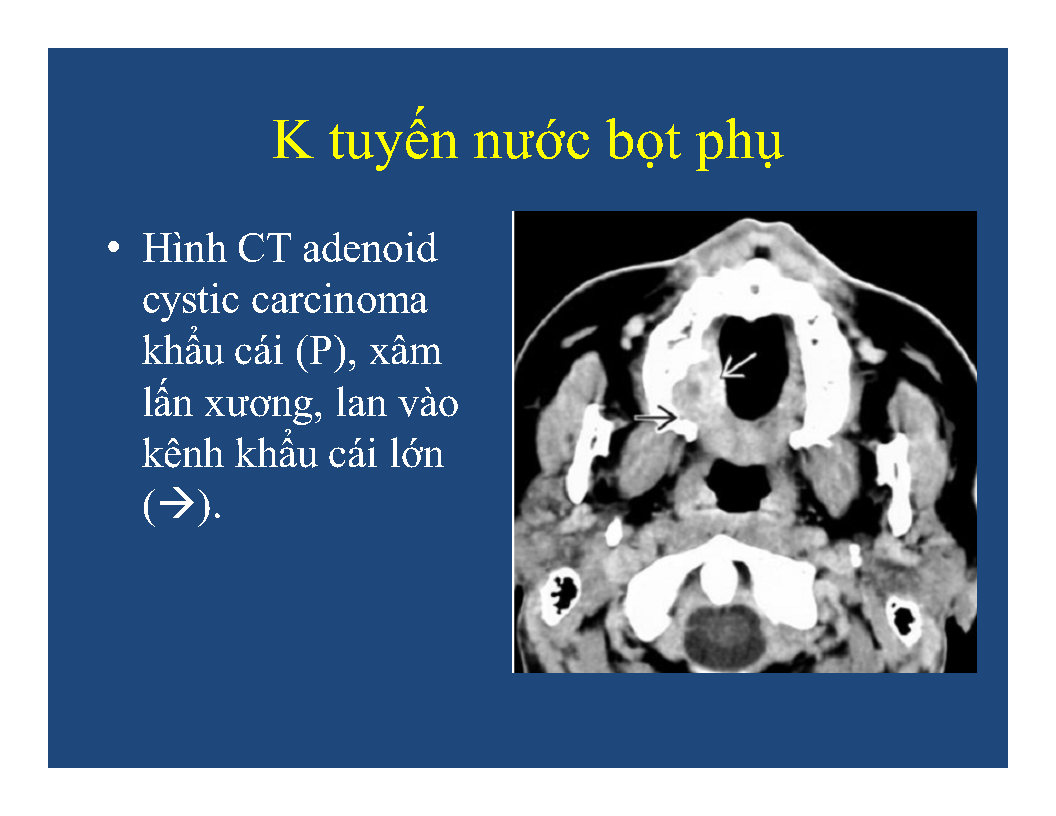 K tuyến nước bọt phụ
• Hình CT adenoid
cystic carcinoma
khẩu cái (P), xâm
lấn xương, lan vào
kênh khẩu cái lớn
(→).